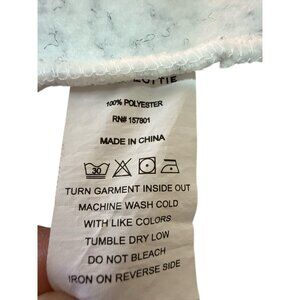 100% POLYESTER
RN# 157801
MADE IN CHINA
30
TURN GARMENT INSIDE OUT
MACHINE WASH COLD
WITH LIKE COLORS
TUMBLE DRY LOW
DO NOT BLEACH
IRON ON REVERSE SIDE